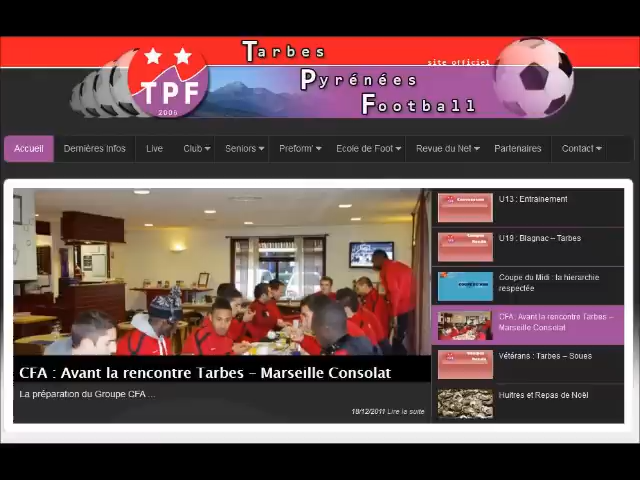 Tarbes
site officiel
Pyrénées
TPF
Football
2006
Accueil
Dernières Infos
Live
Club
Seniors
Preform'
Ecole de Foot
Revue du Net
Partenaires
Contact
U13 : Entrainement
U19 : Blagnac – Tarbes
Coupe du Midi : la hierarchie
respectée
CFA : Avant la rencontre Tarbes –
Marseille Consolat
Vétérans : Tarbes – Soues
Huitres et Repas de Noël
CFA : Avant la rencontre Tarbes – Marseille Consolat
La préparation du Groupe CFA ...
18/12/2011 Lire la suite